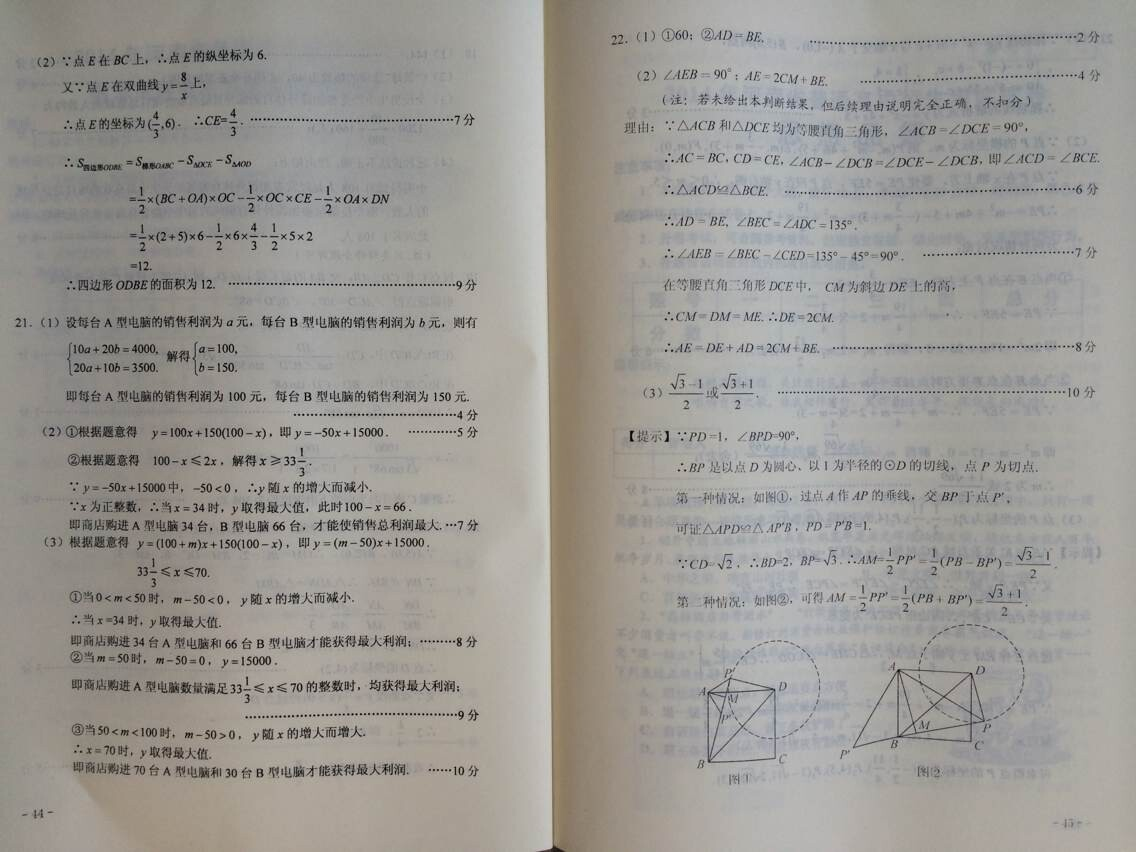 (2)∵点E在BC上，∴点E的纵坐标为6.
又∵点E在双曲线y=8/x上，
∴点E的坐标为(4/3,6). ∴CE=4/3. ……………………7分
∴S四边形ODBE=S梯形OABC－S△OCE－S△AOD
=1/2×(BC+OA)×OC－1/2×OC×CE－1/2×OA×DN
=1/2×(2+5)×6－1/2×6×4/3－1/2×5×2
=12.
∴四边形ODBE的面积为12. ……………………9分
21.(1)设每台A型电脑的销售利润为a元，每台B型电脑的销售利润为b元，则有
{10a+20b=4000, 20a+10b=3500. 解得{a=100, b=150.
即每台A型电脑的销售利润为100元，每台B型电脑的销售利润为150元.
……………………4分
(2)①根据题意得 y=100x+150(100－x)，即y=－50x+15000. …………5分
②根据题意得 100－x≤2x，解得x≥33 1/3.
∵y=－50x+15000中，－50<0，∴y随x的增大而减小.
∵x为正整数，∴当x=34时，y取得最大值，此时100－x=66.
即商店购进A型电脑34台，B型电脑66台，才能使销售总利润最大. …7分
(3)根据题意得 y=(100+m)x+150(100－x)，即y=(m－50)x+15000.
33 1/3≤x≤70.
①当0<m<50时，m－50<0，y随x的增大而减小.
∴当x=34时，y取得最大值.
即商店购进34台A型电脑和66台B型电脑才能获得最大利润；………8分
②当m=50时，m－50=0，y=15000.
即商店购进A型电脑数量满足33 1/3≤x≤70的整数时，均获得最大利润；
……………………9分
③当50<m<100时，m－50>0，y随x的增大而增大.
∴x=70时，y取得最大值.
即商店购进70台A型电脑和30台B型电脑才能获得最大利润. ……10分
- 44 -
22.(1)①60；②AD=BE. ……………………2分
(2)∠AEB=90°；AE=2CM+BE. ……………………4分
(注：若未给出本判断结果，但后续理由说明完全正确，不扣分)
理由：∵△ACB和△DCE均为等腰直角三角形，∠ACB=∠DCE=90°，
∴AC=BC, CD=CE, ∠ACB－∠DCB=∠DCE－∠DCB, 即∠ACD=∠BCE.
∴△ACD≌△BCE. ……………………6分
∴AD=BE, ∠BEC=∠ADC=135°.
∴∠AEB=∠BEC－∠CED=135°－45°=90°. ……………………7分
在等腰直角三角形DCE中，CM为斜边DE上的高，
∴CM=DM=ME. ∴DE=2CM.
∴AE=DE+AD=2CM+BE. ……………………8分
(3)(√3－1)/2或(√3+1)/2. ……………………10分
【提示】∵PD=1，∠BPD=90°，
∴BP是以点D为圆心、以1为半径的⊙D的切线，点P为切点.
第一种情况：如图①，过点A作AP的垂线，交BP于点P′，
可证△APD≌△AP′B，PD=P′B=1.
∵CD=√2，∴BD=2，BP=√3. ∴AM=1/2PP′=1/2(PB－BP′)=(√3－1)/2.
第二种情况：如图②，可得AM=1/2PP′=1/2(PB+BP′)=(√3+1)/2.
P′
A
M
D
P
B
C
图①
A
D
M
P
B
C
P′
图②
- 45 -